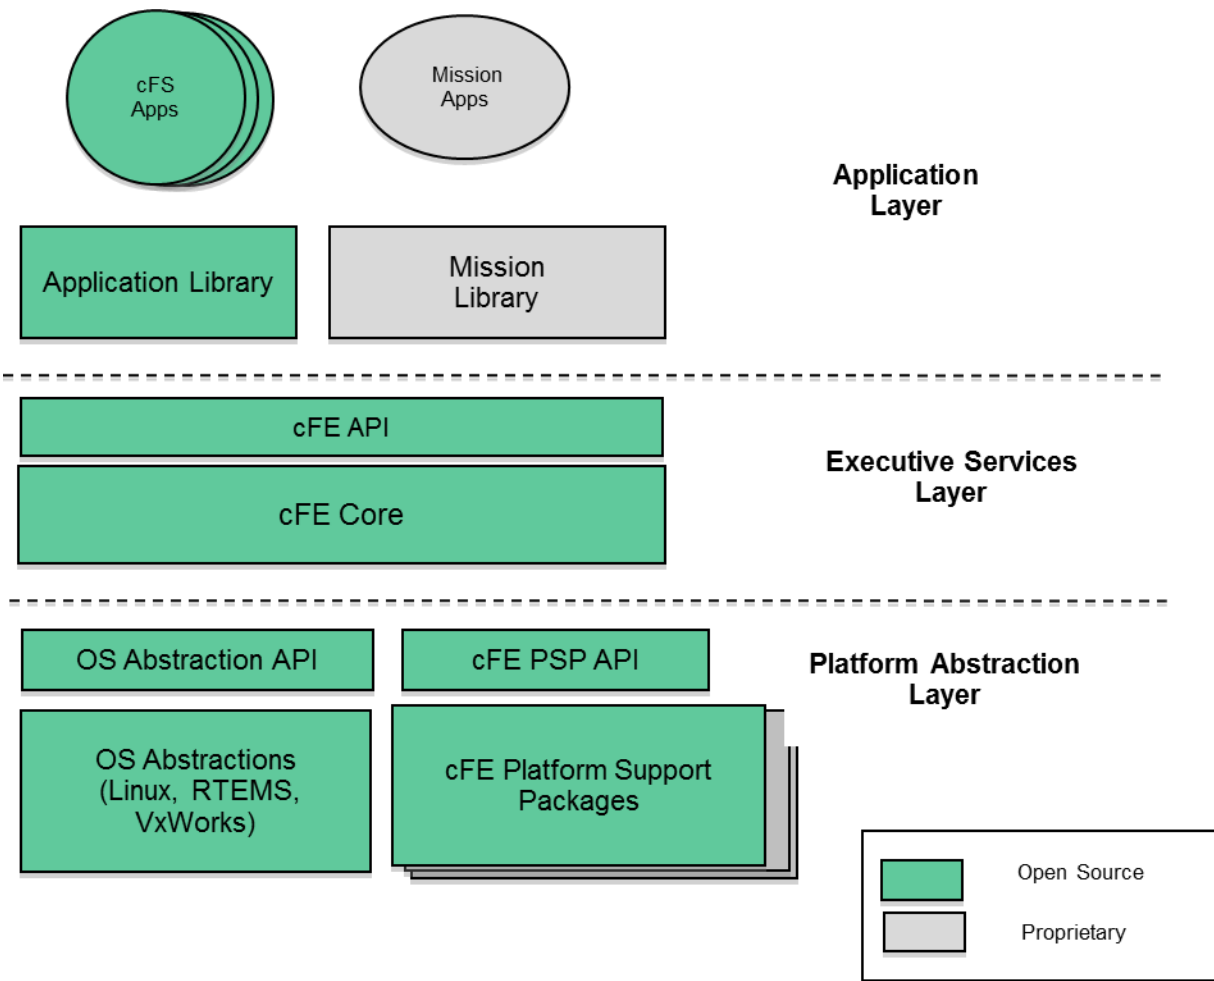 cFS
Apps
Mission
Apps
Application
Layer
Application Library
Mission
Library
cFE API
cFE Core
Executive Services
Layer
OS Abstraction API
cFE PSP API
Platform Abstraction
Layer
OS Abstractions
(Linux, RTEMS,
VxWorks)
cFE Platform Support
Packages
Open Source
Proprietary